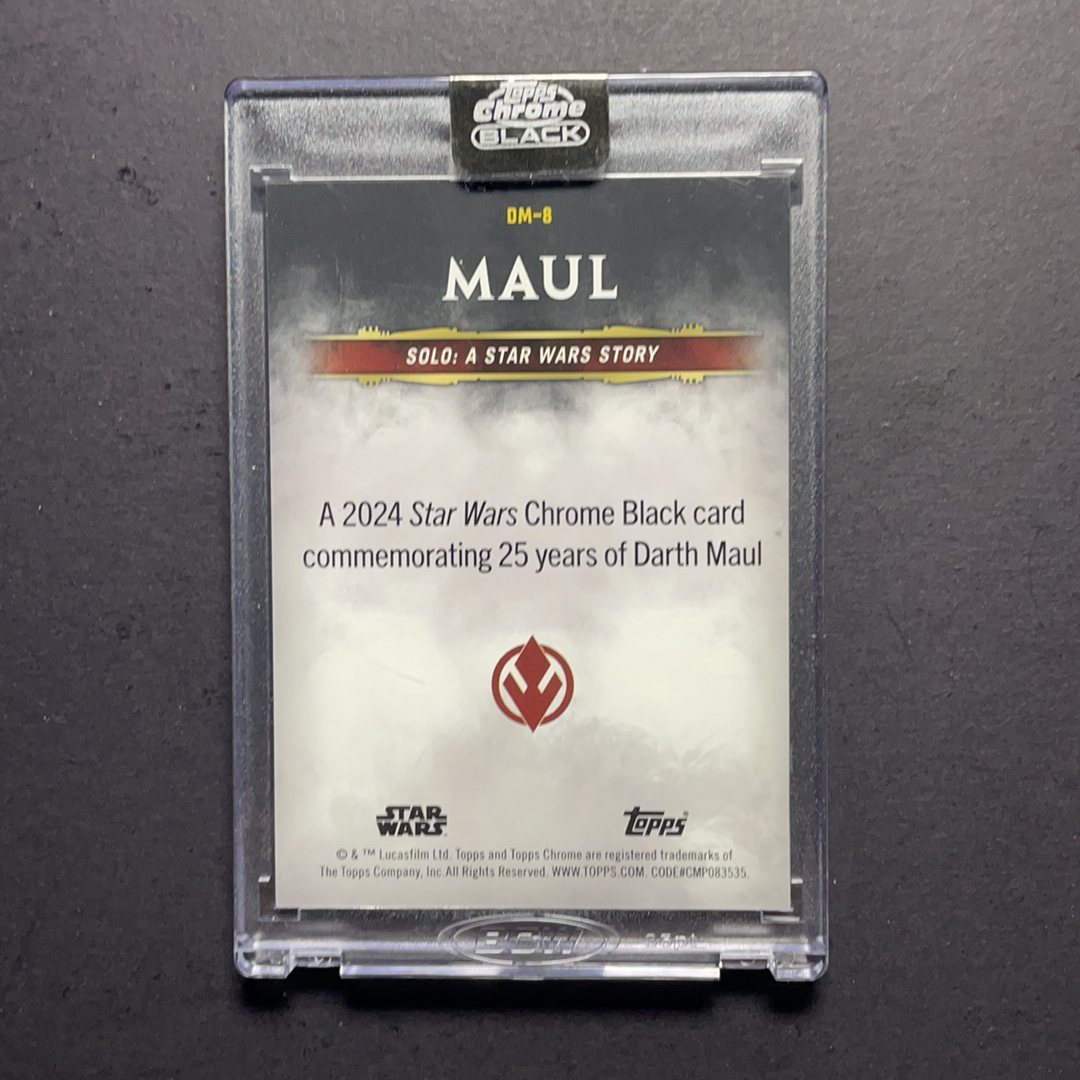 Topps
Chrome
BLACK
DM-8
MAUL
SOLO: A STAR WARS STORY
A 2024 Star Wars Chrome Black card
commemorating 25 years of Darth Maul
STAR
WARS
Topps
© & ™ Lucasfilm Ltd. Topps and Topps Chrome are registered trademarks of
The Topps Company, Inc. All Rights Reserved. WWW.TOPPS.COM. CODE#CMP083535.